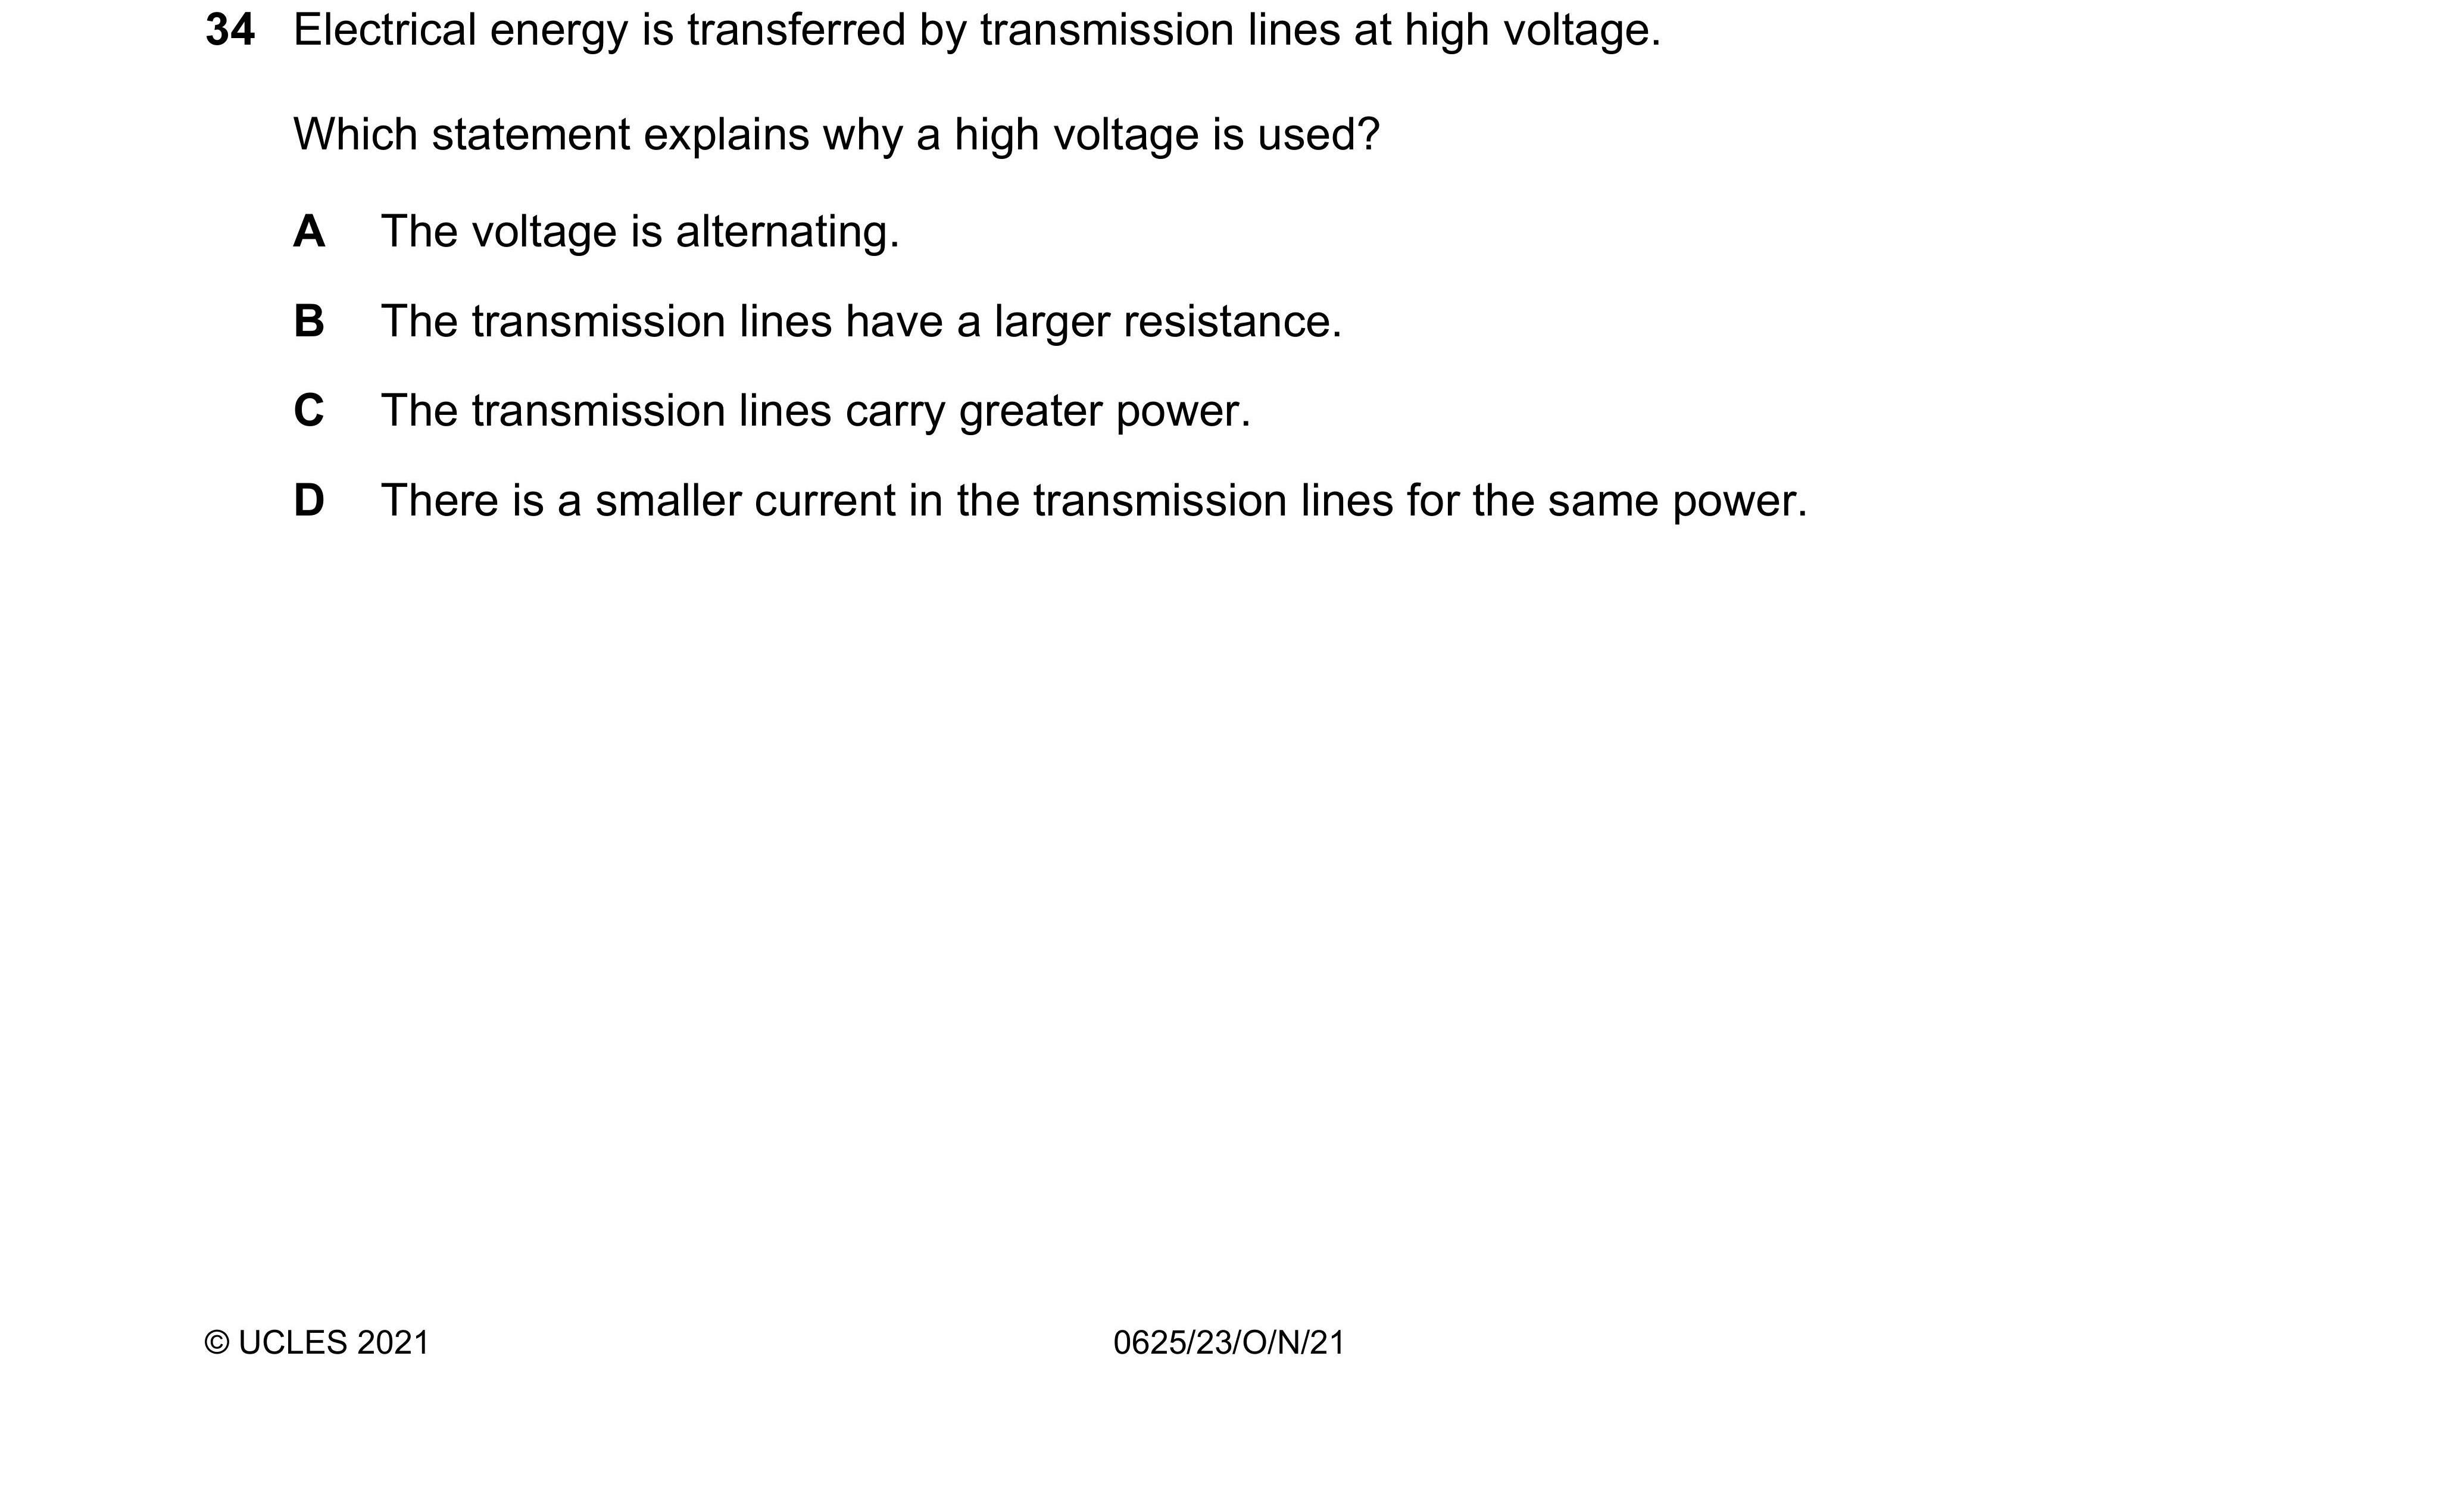 34 Electrical energy is transferred by transmission lines at high voltage.
Which statement explains why a high voltage is used?
A The voltage is alternating.
B The transmission lines have a larger resistance.
C The transmission lines carry greater power.
D There is a smaller current in the transmission lines for the same power.
© UCLES 2021 0625/23/O/N/21